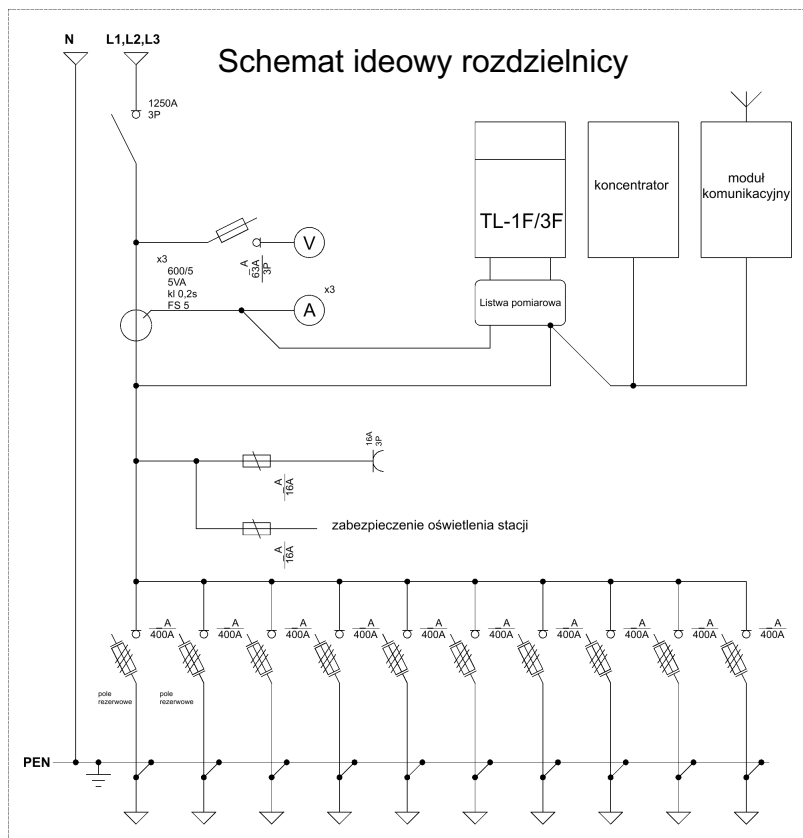 N
L1,L2,L3
Schemat ideowy rozdzielnicy
1250A
3P
TL-1F/3F
koncentrator
moduł
komunikacyjny
V
A
63A
3P
x3
600/5
5VA
kl 0,2s
FS 5
A
x3
Listwa pomiarowa
16A
3P
A
16A
zabezpieczenie oświetlenia stacji
A
16A
A
400A
A
400A
A
400A
A
400A
A
400A
A
400A
A
400A
A
400A
A
400A
A
400A
pole
rezerwowe
pole
rezerwowe
PEN